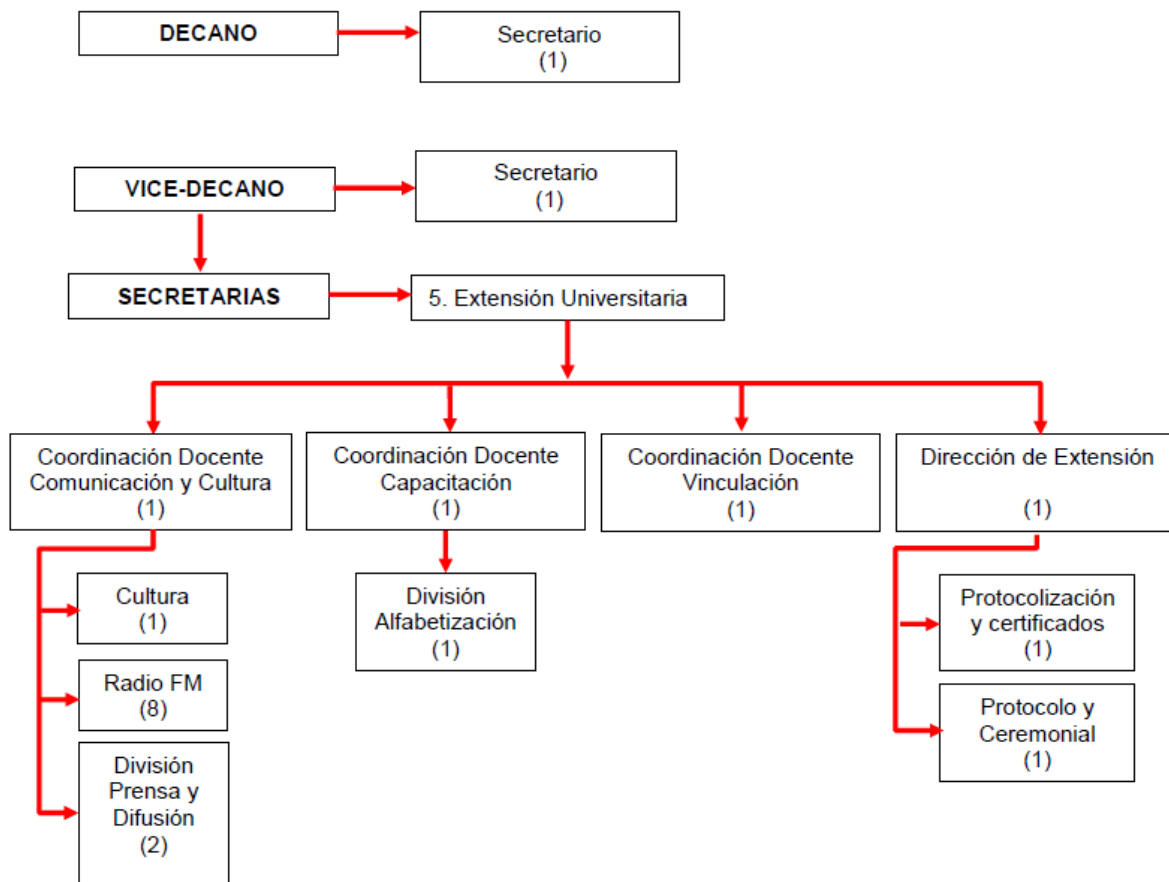 DECANO
Secretario
(1)
VICE-DECANO
Secretario
(1)
SECRETARIAS
5. Extensión Universitaria
Coordinación Docente
Comunicación y Cultura
(1)
Coordinación Docente
Capacitación
(1)
Coordinación Docente
Vinculación
(1)
Dirección de Extensión
(1)
Cultura
(1)
Radio FM
(8)
División
Prensa y
Difusión
(2)
División
Alfabetización
(1)
Protocolización
y certificados
(1)
Protocolo y
Ceremonial
(1)